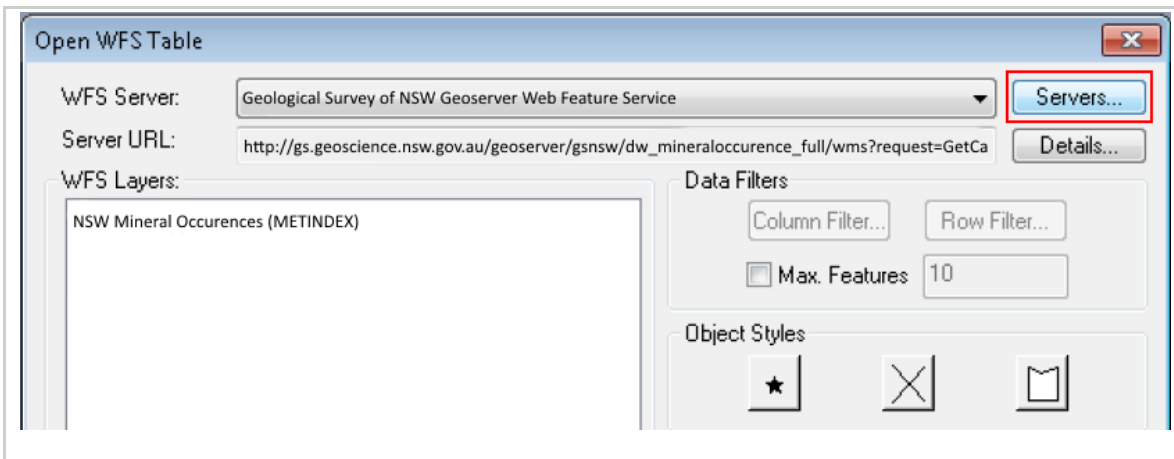 Open WFS Table
WFS Server: Geological Survey of NSW Geoserver Web Feature Service Servers...
Server URL: http://gs.geoscience.nsw.gov.au/geoserver/gsnsw/dw_mineraloccurence_full/wms?request=GetCa Details...
WFS Layers:
NSW Mineral Occurences (METINDEX)
Data Filters
Column Filter... Row Filter...
Max. Features 10
Object Styles